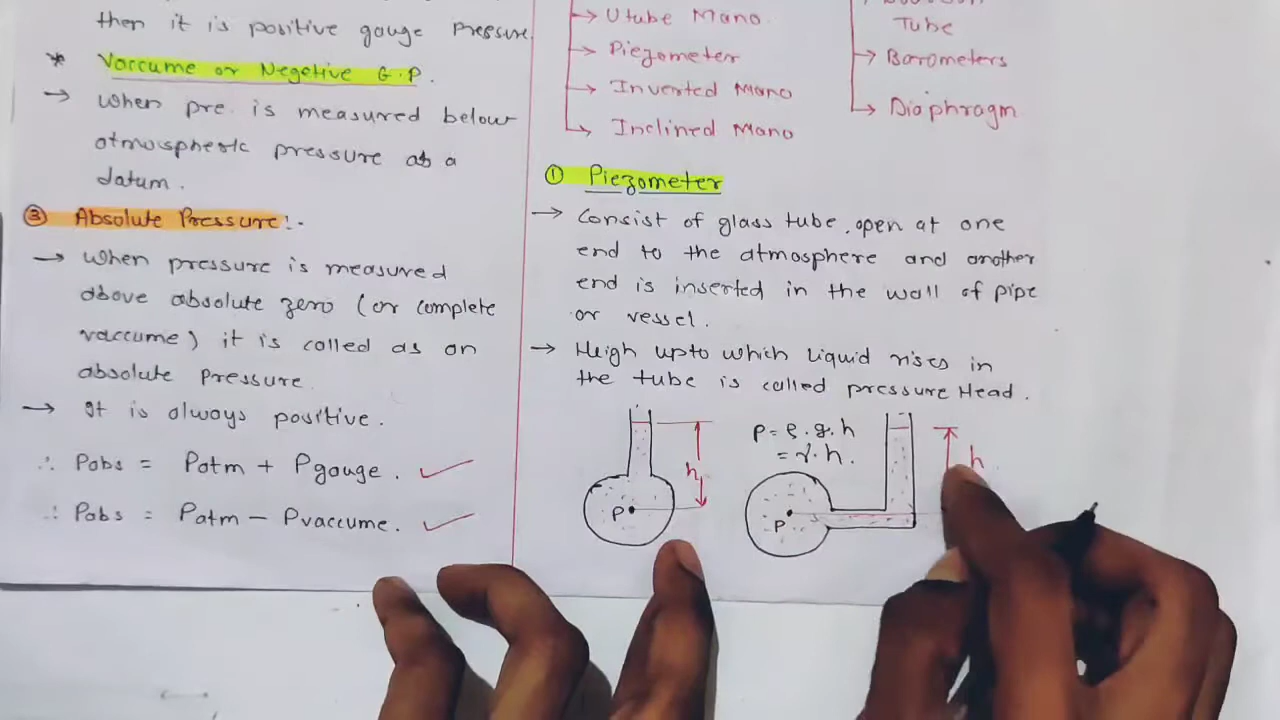 then it is positive gauge pressure.
* Vaccume or Negetive G.P.
→ When pre. is measured below
atmospheric pressure as a
datum.
③ Absolute Pressure:-
→ When pressure is measured
above absolute zero (or complete
vaccume) it is called as an
absolute pressure.
→ It is always positive.
∴ Pabs = Patm + Pgauge.
∴ Pabs = Patm - Pvaccume.
→ Utube Mano.
→ Piezometer
→ Inverted Mano
→ Inclined Mano
Tube
→ Barometers
→ Diaphragm
① Piezometer
→ Consist of glass tube, open at one
end to the atmosphere and another
end is inserted in the wall of pipe
or vessel.
→ Heigh upto which liquid rises in
the tube is called pressure Head.
P = ρ.g.h
= γ.h.
h
P
h
P